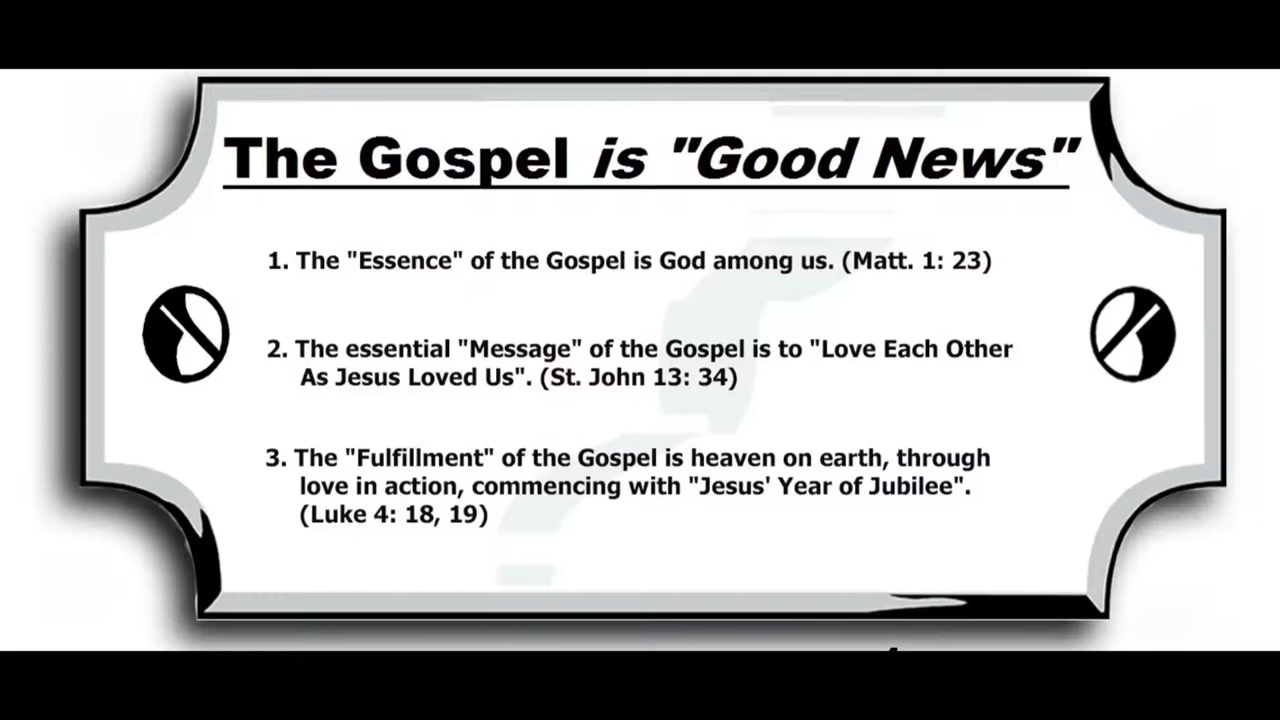 The Gospel is "Good News"
1. The "Essence" of the Gospel is God among us. (Matt. 1: 23)
2. The essential "Message" of the Gospel is to "Love Each Other
As Jesus Loved Us". (St. John 13: 34)
3. The "Fulfillment" of the Gospel is heaven on earth, through
love in action, commencing with "Jesus' Year of Jubilee".
(Luke 4: 18, 19)